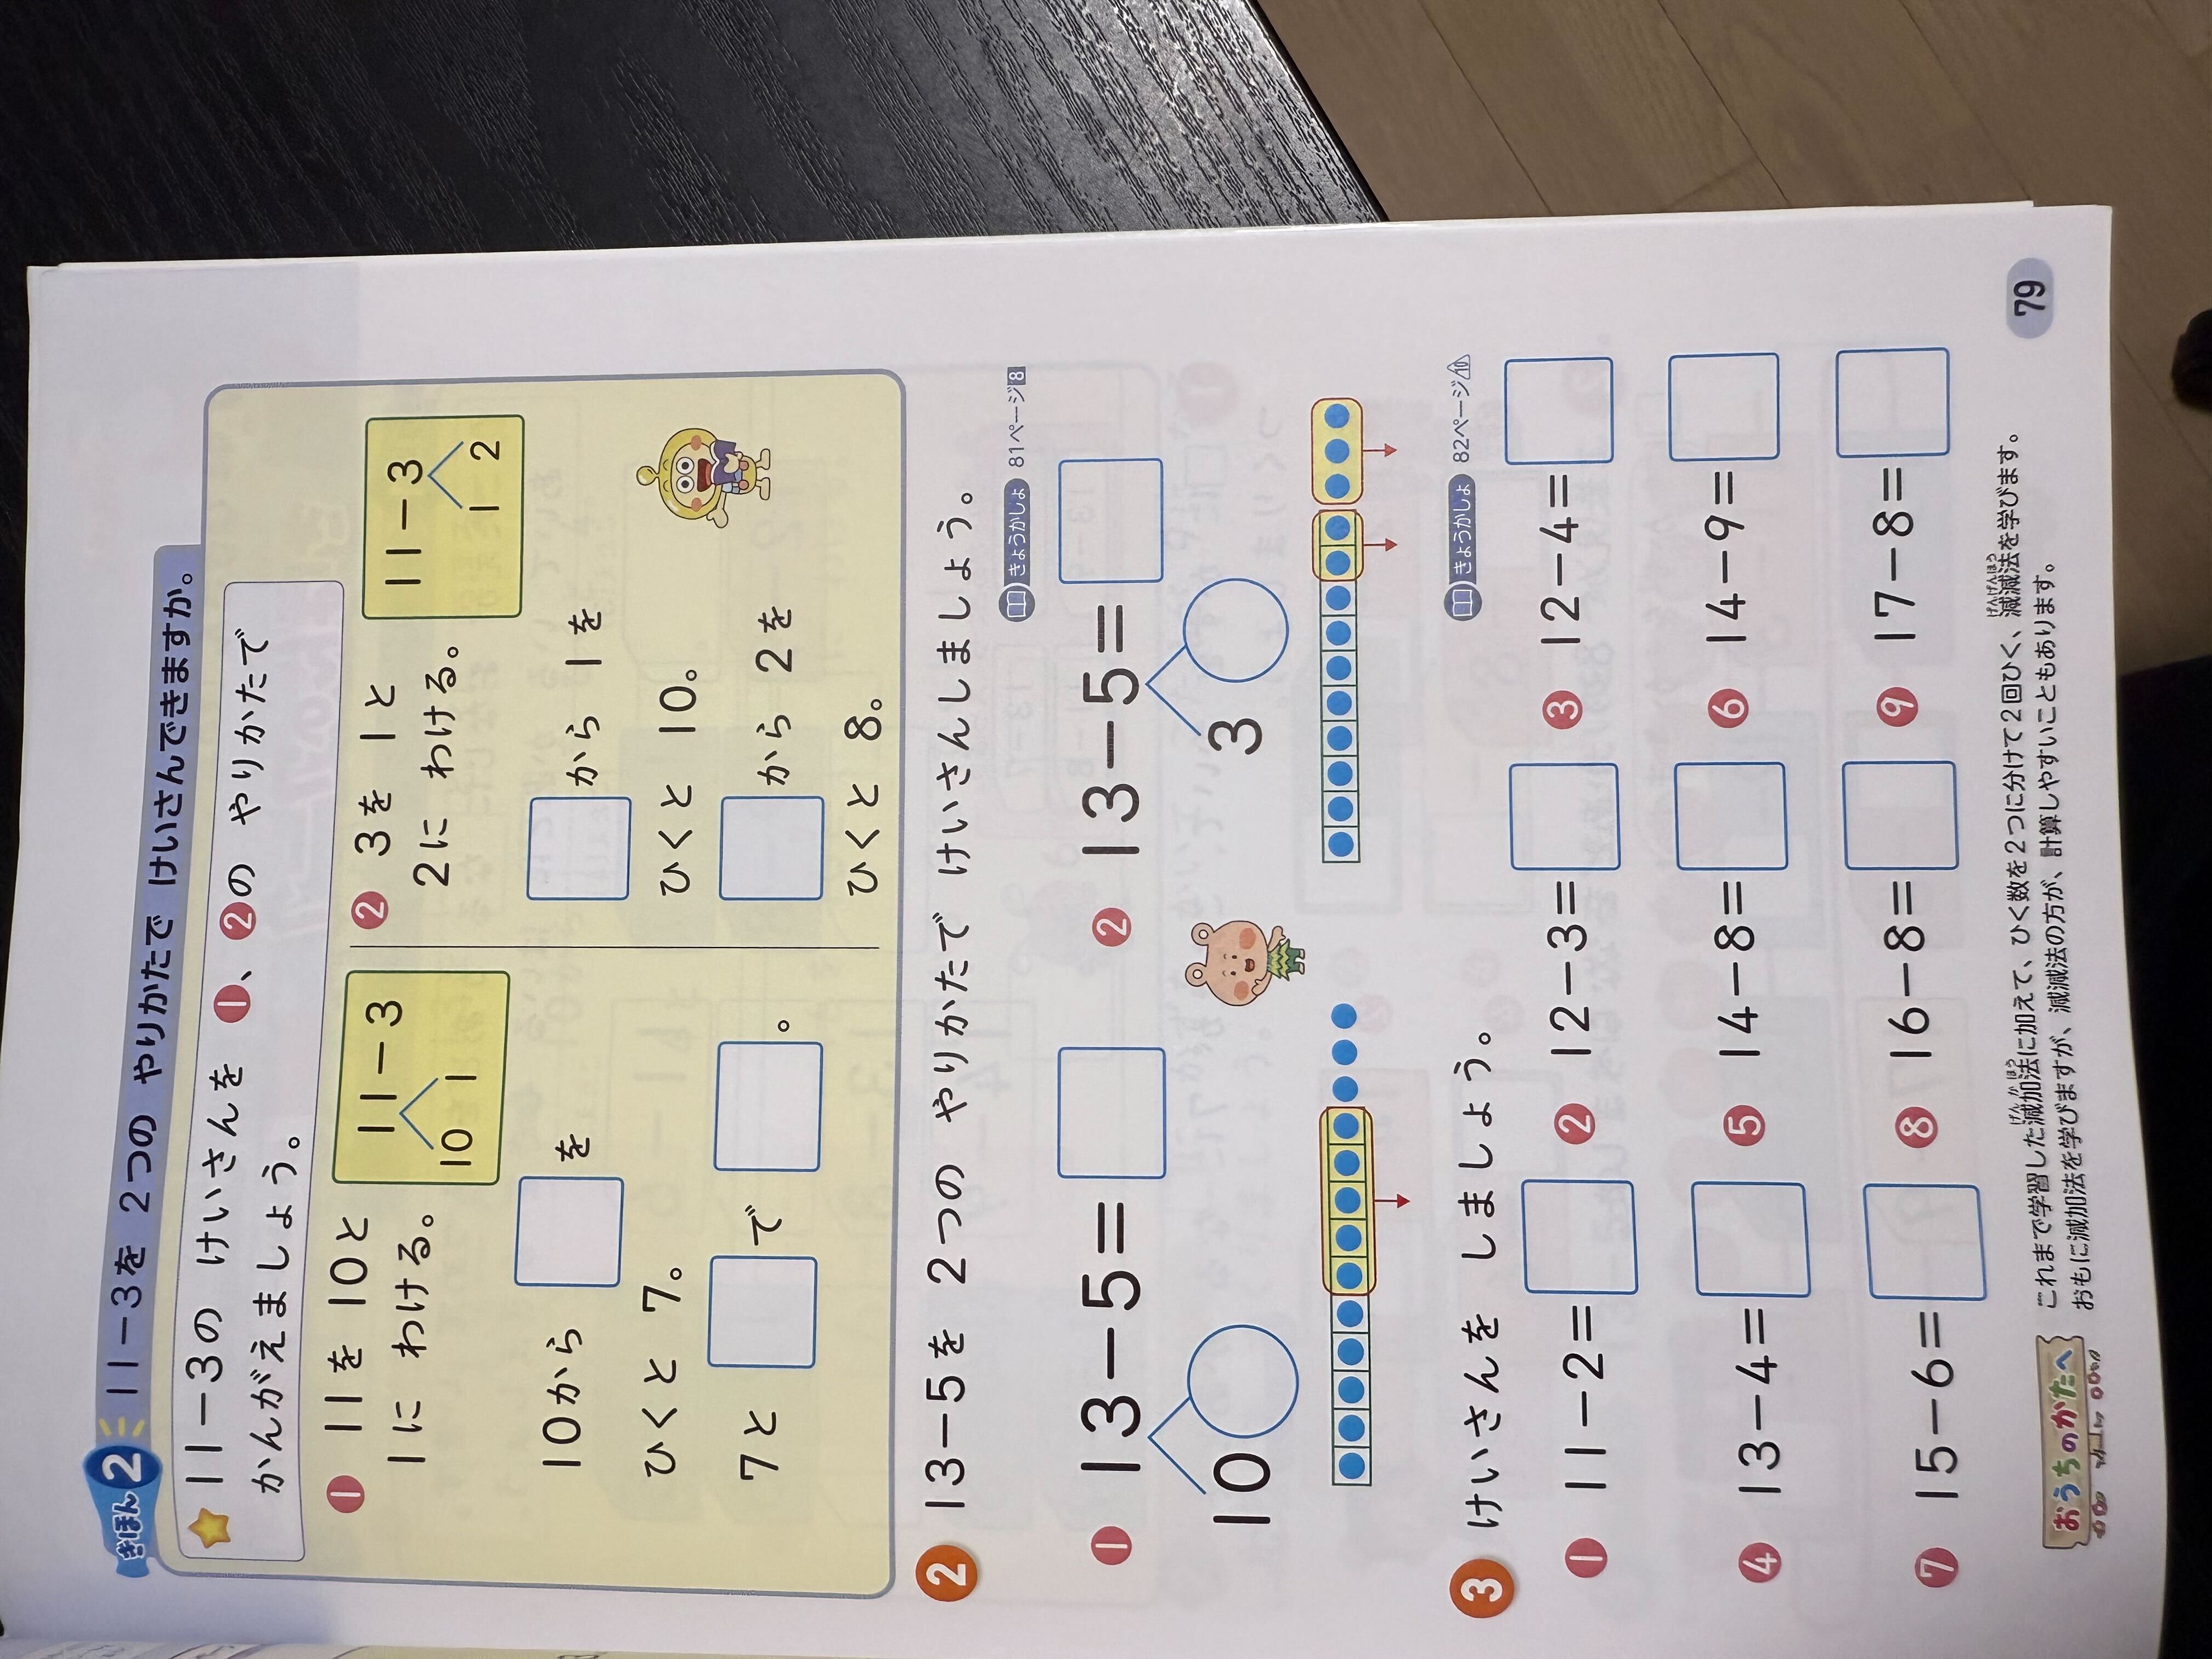 きほん 2 11-3を 2つの やりかたで けいさんできますか。
11-3の けいさんを ❶、❷の やりかたで
かんがえましょう。
❶ 11を 10と
1に わける。
11-3
10 1
10から □ を
ひくと 7。
7と □ で □ 。
❷ 3を 1と
2に わける。
11-3
1 2
□ から 1を
ひくと 10。
□ から 2を
ひくと 8。
2 13-5を 2つの やりかたで けいさんしましょう。
きょうかしょ 81ページ8
❶ 13-5=□
10 ○
❷ 13-5=□
3 ○
3 けいさんを しましょう。
きょうかしょ 82ページ10
❶ 11-2=□ ❷ 12-3=□ ❸ 12-4=□
❹ 13-4=□ ❺ 14-8=□ ❻ 14-9=□
❼ 15-6=□ ❽ 16-8=□ ❾ 17-8=□
おうちのかたへ
これまで学習した減加法に加えて、ひく数を2つに分けて2回ひく、減減法を学びます。
げんかほう げんげんほう
おもに減加法を学びますが、減減法の方が、計算しやすいこともあります。
79